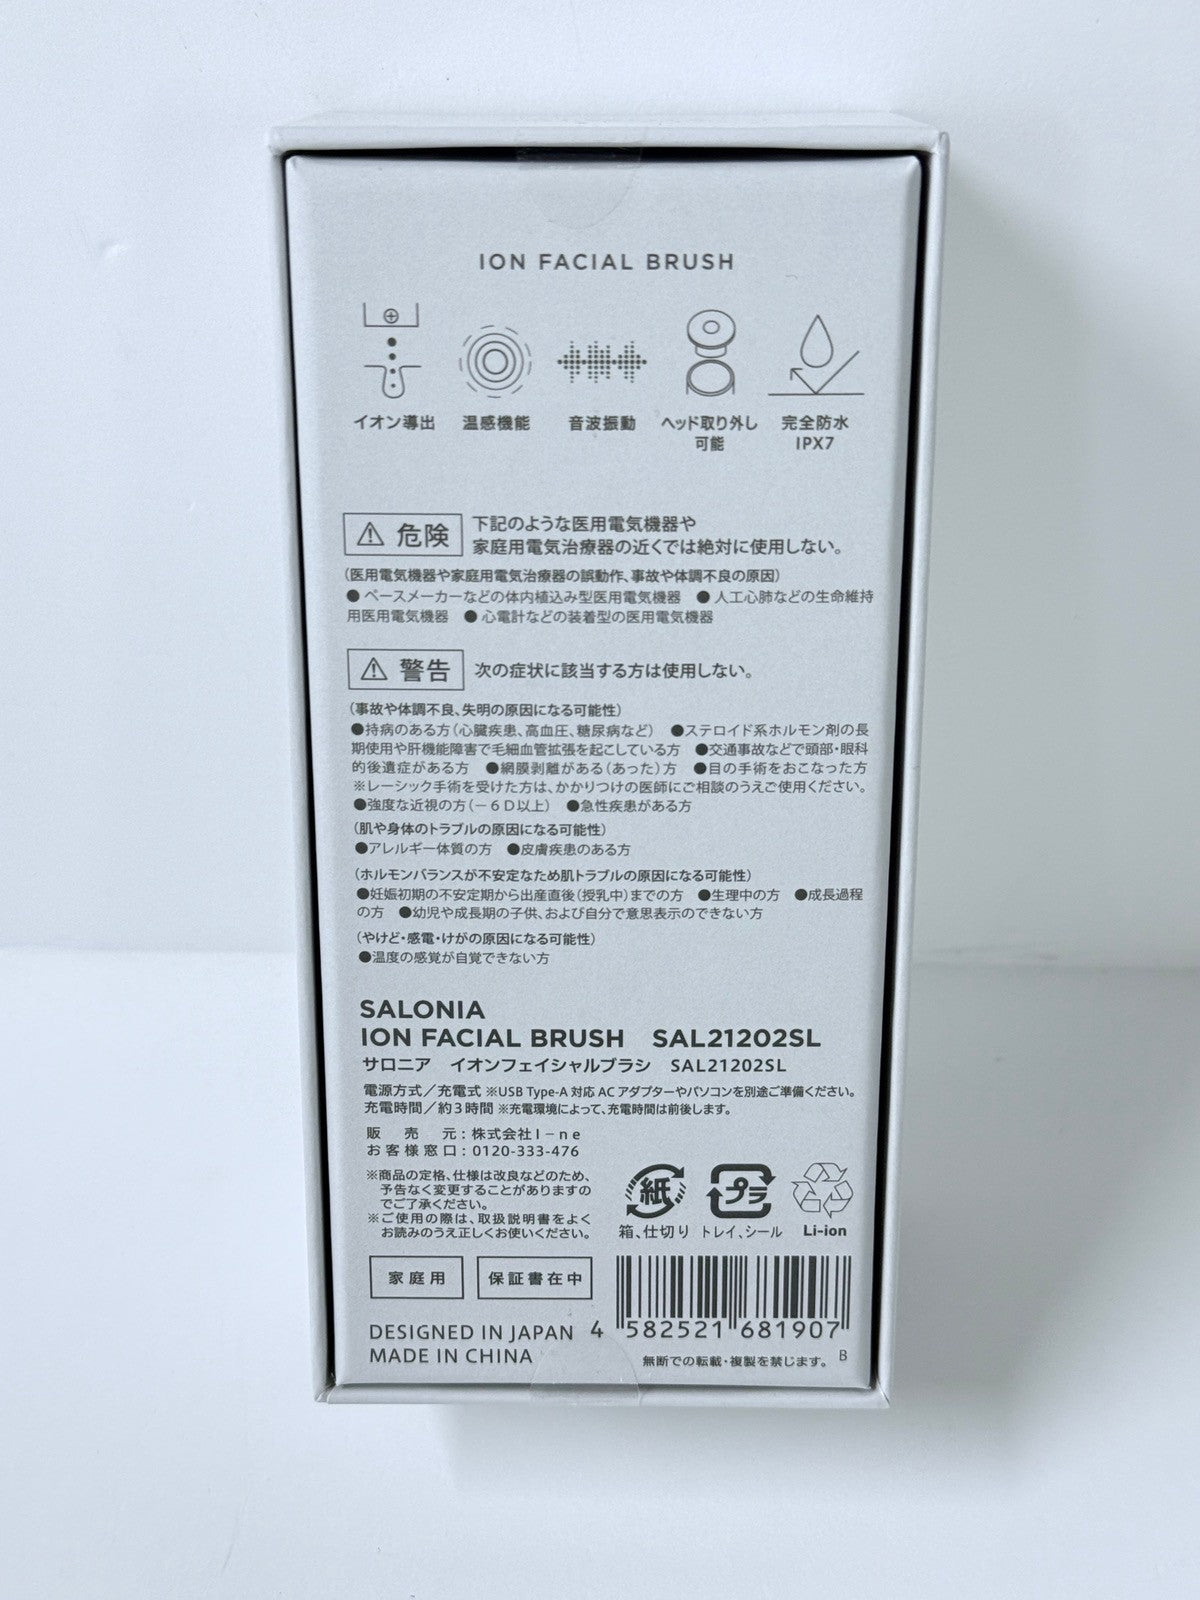 ION FACIAL BRUSH
イオン導出 温感機能 音波振動 ヘッド取り外し可能 完全防水IPX7
⚠ 危険 下記のような医用電気機器や
家庭用電気治療器の近くでは絶対に使用しない。
(医用電気機器や家庭用電気治療器の誤動作、事故や体調不良の原因)
● ペースメーカーなどの体内植込み型医用電気機器 ● 人工心肺などの生命維持
用医用電気機器 ● 心電計などの装着型の医用電気機器
⚠ 警告 次の症状に該当する方は使用しない。
(事故や体調不良、失明の原因になる可能性)
●持病のある方(心臓疾患、高血圧、糖尿病など) ●ステロイド系ホルモン剤の長
期使用や肝機能障害で毛細血管拡張を起こしている方 ●交通事故などで頭部・眼科
的後遺症がある方 ●網膜剥離がある(あった)方 ●目の手術をおこなった方
※レーシック手術を受けた方は、かかりつけの医師にご相談のうえご使用ください。
●強度な近視の方(－6D以上) ●急性疾患がある方
(肌や身体のトラブルの原因になる可能性)
●アレルギー体質の方 ●皮膚疾患のある方
(ホルモンバランスが不安定なため肌トラブルの原因になる可能性)
●妊娠初期の不安定期から出産直後(授乳中)までの方 ●生理中の方 ●成長過程
の方 ●幼児や成長期の子供、および自分で意思表示のできない方
(やけど・感電・けがの原因になる可能性)
●温度の感覚が自覚できない方
SALONIA
ION FACIAL BRUSH SAL21202SL
サロニア イオンフェイシャルブラシ SAL21202SL
電源方式／充電式 ※USB Type-A 対応 AC アダプターやパソコンを別途ご準備ください。
充電時間／約3時間 ※充電環境によって、充電時間は前後します。
販売元：株式会社I－ne
お客様窓口：0120-333-476
※商品の定格、仕様は改良などのため、
予告なく変更することがありますの
でご了承ください。
※ご使用の際は、取扱説明書をよく
お読みのうえ正しくお使いください。
紙 プラ
箱、仕切り トレイ、シール Li-ion
家庭用 保証書在中
DESIGNED IN JAPAN
MADE IN CHINA
4 582521 681907
無断での転載・複製を禁じます。 B